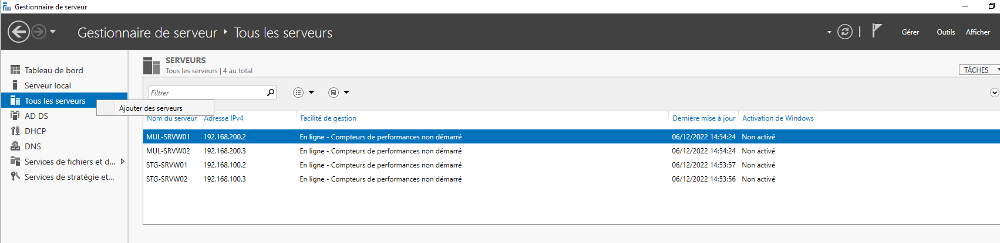 Gestionnaire de serveur
Gestionnaire de serveur ‣ Tous les serveurs
Gérer Outils Afficher
Tableau de bord
Serveur local
Tous les serveurs
AD DS
DHCP
DNS
Services de fichiers et d...
Services de stratégie et...
Ajouter des serveurs
SERVEURS
Tous les serveurs | 4 au total
TÂCHES
Filtrer
Nom du serveur Adresse IPv4 Facilité de gestion Dernière mise à jour Activation de Windows
MUL-SRVW01 192.168.200.2 En ligne - Compteurs de performances non démarré 06/12/2022 14:54:24 Non activé
MUL-SRVW02 192.168.200.3 En ligne - Compteurs de performances non démarré 06/12/2022 14:54:24 Non activé
STG-SRVW01 192.168.100.2 En ligne - Compteurs de performances non démarré 06/12/2022 14:53:57 Non activé
STG-SRVW02 192.168.100.3 En ligne - Compteurs de performances non démarré 06/12/2022 14:53:56 Non activé